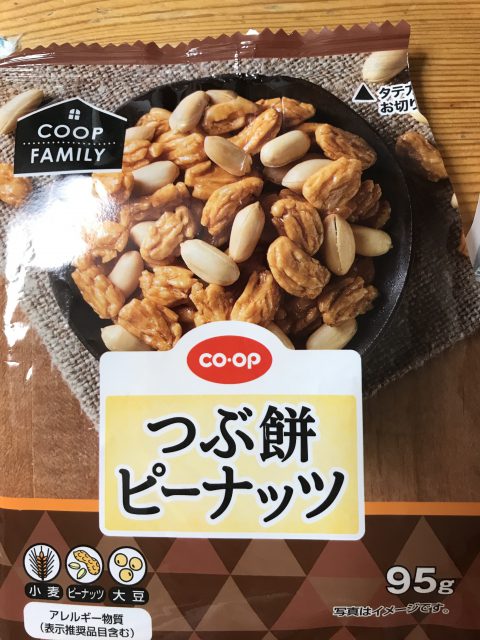 COOP
FAMILY
▲タテ
お切り
CO·OP
つぶ餅
ピーナッツ
小麦 ピーナッツ 大豆
アレルギー物質
(表示推奨品目含む)
95g
写真はイメージです。